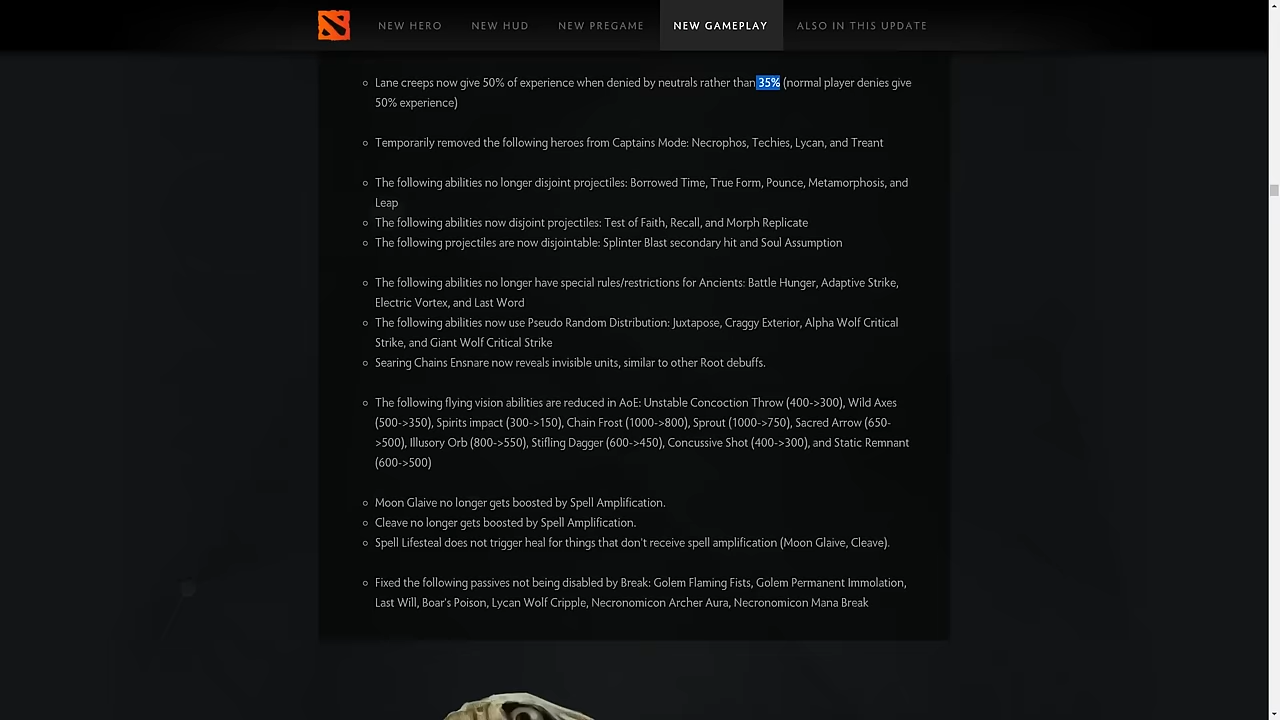 NEW HERO NEW HUD NEW PREGAME NEW GAMEPLAY ALSO IN THIS UPDATE
Lane creeps now give 50% of experience when denied by neutrals rather than 35% (normal player denies give
50% experience)
Temporarily removed the following heroes from Captains Mode: Necrophos, Techies, Lycan, and Treant
The following abilities no longer disjoint projectiles: Borrowed Time, True Form, Pounce, Metamorphosis, and
Leap
The following abilities now disjoint projectiles: Test of Faith, Recall, and Morph Replicate
The following projectiles are now disjointable: Splinter Blast secondary hit and Soul Assumption
The following abilities no longer have special rules/restrictions for Ancients: Battle Hunger, Adaptive Strike,
Electric Vortex, and Last Word
The following abilities now use Pseudo Random Distribution: Juxtapose, Craggy Exterior, Alpha Wolf Critical
Strike, and Giant Wolf Critical Strike
Searing Chains Ensnare now reveals invisible units, similar to other Root debuffs.
The following flying vision abilities are reduced in AoE: Unstable Concoction Throw (400->300), Wild Axes
(500->350), Spirits impact (300->150), Chain Frost (1000->800), Sprout (1000->750), Sacred Arrow (650-
>500), Illusory Orb (800->550), Stifling Dagger (600->450), Concussive Shot (400->300), and Static Remnant
(600->500)
Moon Glaive no longer gets boosted by Spell Amplification.
Cleave no longer gets boosted by Spell Amplification.
Spell Lifesteal does not trigger heal for things that don't receive spell amplification (Moon Glaive, Cleave).
Fixed the following passives not being disabled by Break: Golem Flaming Fists, Golem Permanent Immolation,
Last Will, Boar's Poison, Lycan Wolf Cripple, Necronomicon Archer Aura, Necronomicon Mana Break